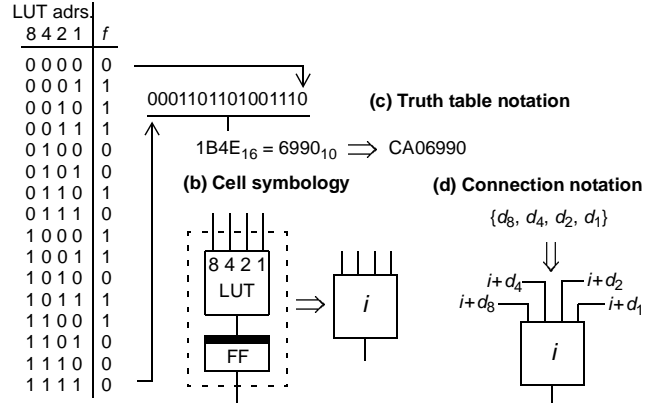 LUT adrs.
8 4 2 1 f
0 0 0 0 0
0 0 0 1 1
0 0 1 0 1
0 0 1 1 1
0 1 0 0 0
0 1 0 1 0
0 1 1 0 1
0 1 1 1 0
1 0 0 0 1
1 0 0 1 1
1 0 1 0 0
1 0 1 1 1
1 1 0 0 1
1 1 0 1 0
1 1 1 0 0
1 1 1 1 0
0001101101001110
(c) Truth table notation
1B4E₁₆ = 6990₁₀ ⇒ CA06990
(b) Cell symbology
8 4 2 1
LUT
FF
⇒
i
(d) Connection notation
{d₈, d₄, d₂, d₁}
⇓
i+d₄ i+d₂
i+d₈ i+d₁
i